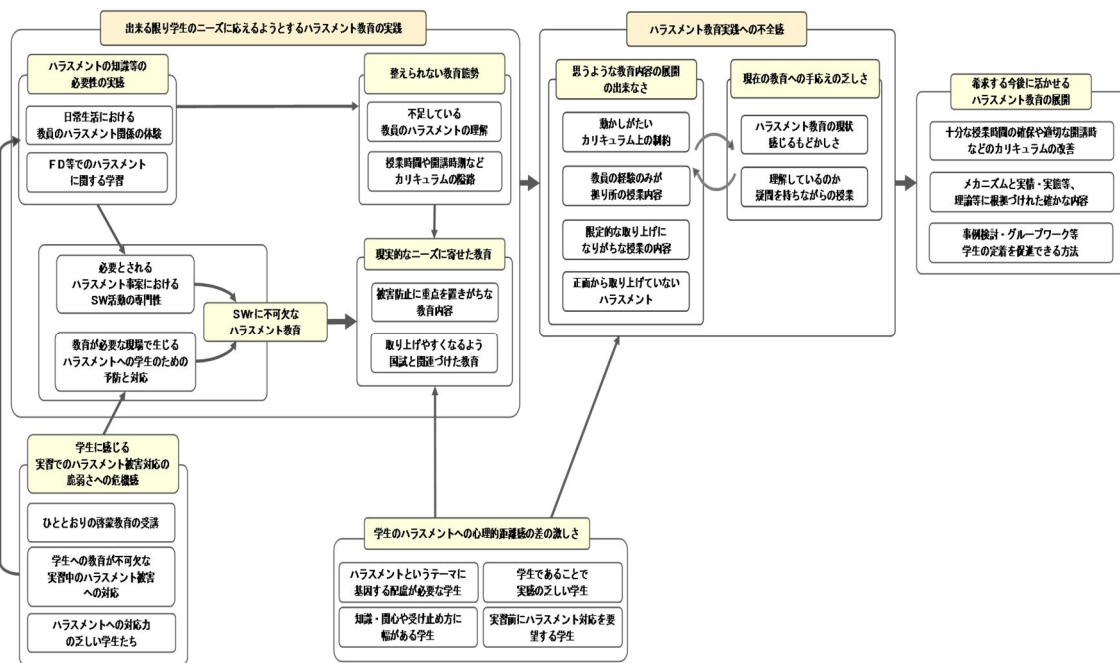 出来る限り学生のニーズに応えるようとするハラスメント教育の実践
ハラスメントの知識等の
必要性の実感
日常生活における
教員のハラスメント関係の体験
ＦＤ等でのハラスメント
に関する学習
整えられない教育態勢
不足している
教員のハラスメントの理解
授業時間や開講時期など
カリキュラムの隘路
必要とされる
ハラスメント事案における
SW活動の専門性
教育が必要な現場で生じる
ハラスメントへの学生のための
予防と対応
SWrに不可欠な
ハラスメント教育
現実的なニーズに寄せた教育
被害防止に重点を置きがちな
教育内容
取り上げやすくなるよう
国試と関連づけた教育
学生に感じる
実習でのハラスメント被害対応の
脆弱さへの危機感
ひととおりの啓蒙教育の受講
学生への教育が不可欠な
実習中のハラスメント被害
への対応
ハラスメントへの対応力
の乏しい学生たち
学生のハラスメントへの心理的距離感の差の激しさ
ハラスメントというテーマに
基因する配慮が必要な学生
学生であることで
実感の乏しい学生
知識・関心や受け止め方に
幅がある学生
実習前にハラスメント対応を要
望する学生
ハラスメント教育実践への不全感
思うような教育内容の展開
の出来なさ
動かしがたい
カリキュラム上の制約
教員の経験のみが
拠り所の授業内容
限定的な取り上げに
なりがちな授業の内容
正面から取り上げていない
ハラスメント
現在の教育への手応えの乏しさ
ハラスメント教育の現状
感じるもどかしさ
理解しているのか
疑問を持ちながらの授業
希求する今後に活かせる
ハラスメント教育の展開
十分な授業時間の確保や適切な開講時
などのカリキュラムの改善
メカニズムと実情・実態等、
理論等に根拠づけれた確かな内容
事例検討・グループワーク等
学生の定着を促進できる方法